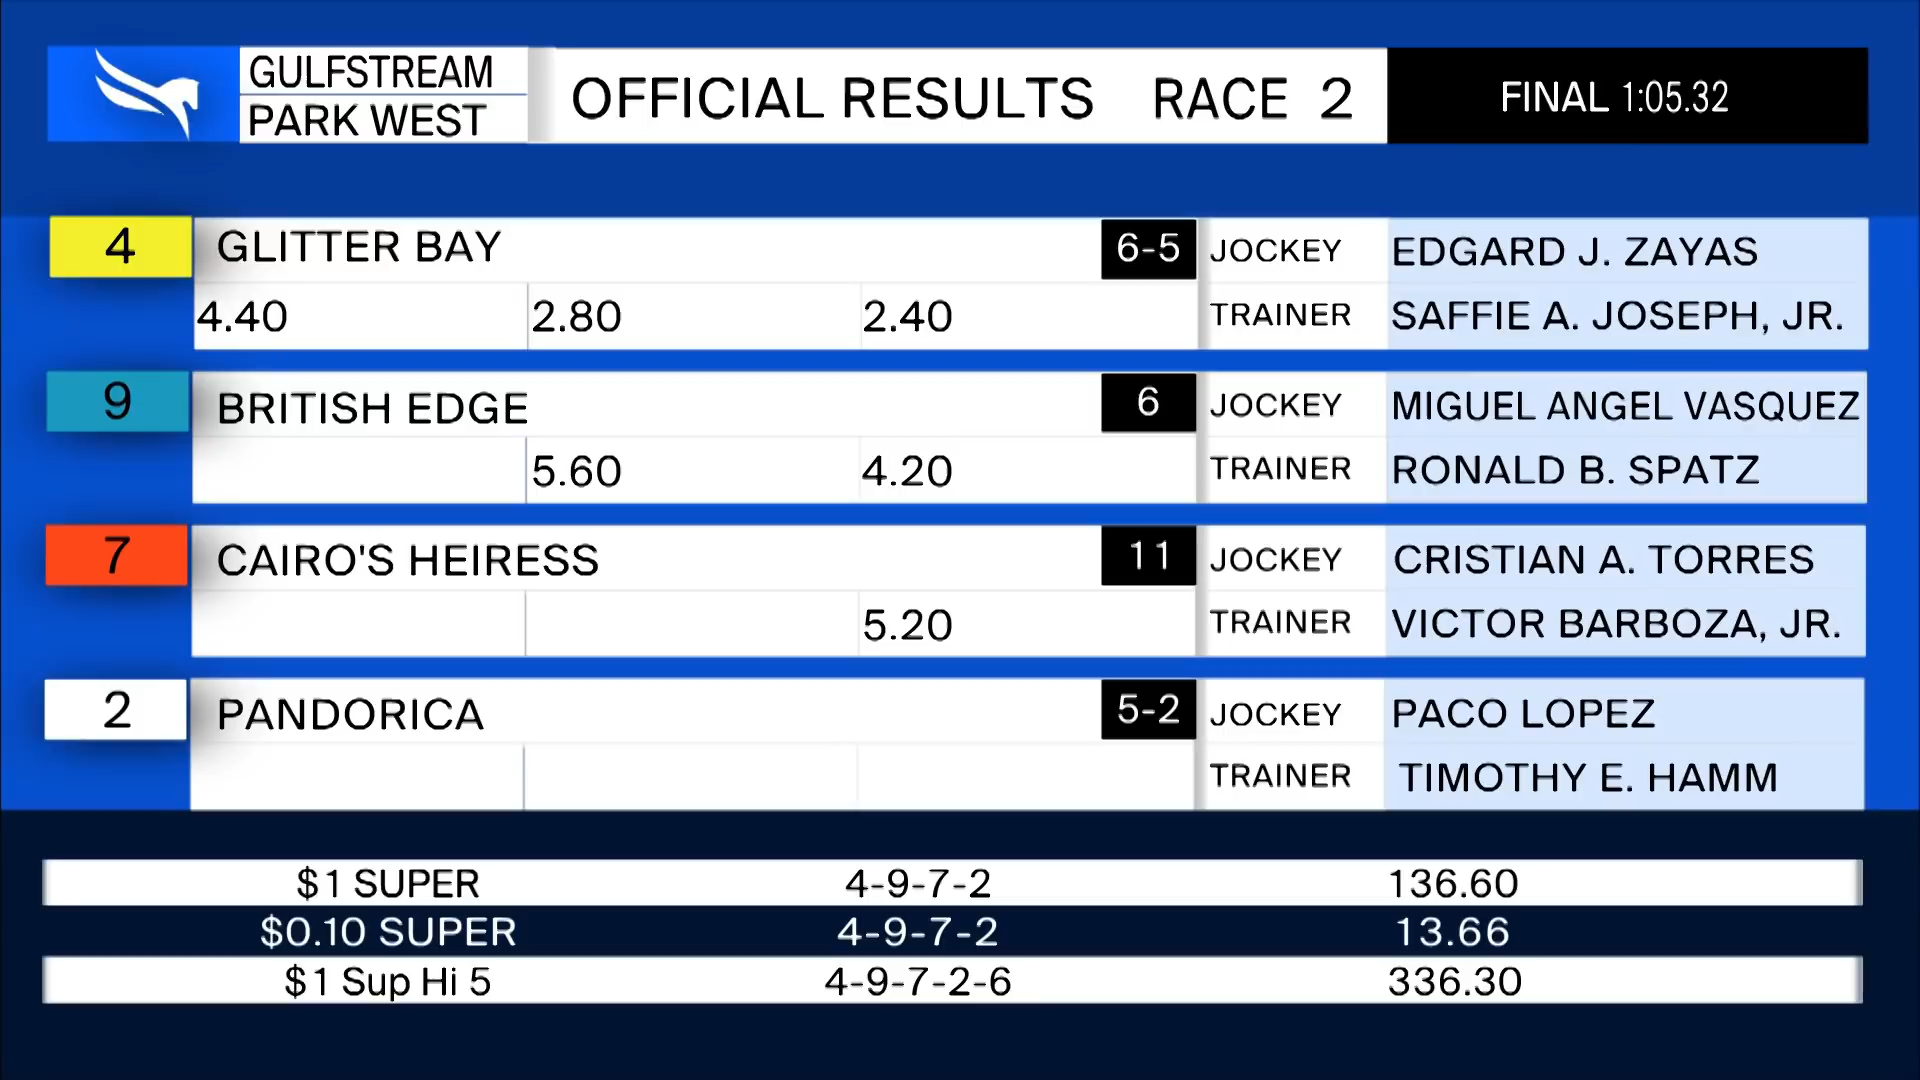 GULFSTREAM
PARK WEST
OFFICIAL RESULTS RACE 2
FINAL 1:05.32
4 GLITTER BAY 6-5 JOCKEY EDGARD J. ZAYAS
4.40 2.80 2.40 TRAINER SAFFIE A. JOSEPH, JR.
9 BRITISH EDGE 6 JOCKEY MIGUEL ANGEL VASQUEZ
5.60 4.20 TRAINER RONALD B. SPATZ
7 CAIRO'S HEIRESS 11 JOCKEY CRISTIAN A. TORRES
5.20 TRAINER VICTOR BARBOZA, JR.
2 PANDORICA 5-2 JOCKEY PACO LOPEZ
TRAINER TIMOTHY E. HAMM
$1 SUPER 4-9-7-2 136.60
$0.10 SUPER 4-9-7-2 13.66
$1 Sup Hi 5 4-9-7-2-6 336.30